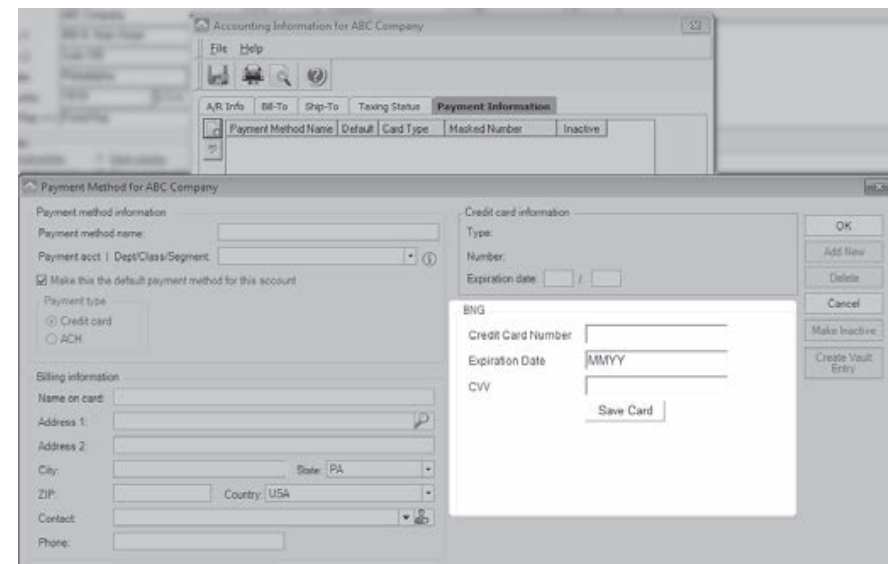 Accounting Information for ABC Company
File Help
A/R Info Bill-To Ship-To Taxing Status Payment Information
Payment Method Name Default Card Type Masked Number Inactive
Payment Method for ABC Company
Payment method information
Payment method name:
Payment acct | Dept/Class/Segment:
Make this the default payment method for this account
Payment type
Credit card
ACH
Billing information
Name on card:
Address 1:
Address 2:
City: State: PA
ZIP: Country: USA
Contact:
Phone:
Credit card information
Type:
Number:
Expiration date: /
BNG
Credit Card Number
Expiration Date MMYY
CVV
Save Card
OK
Add New
Delete
Cancel
Make Inactive
Create Vault
Entry